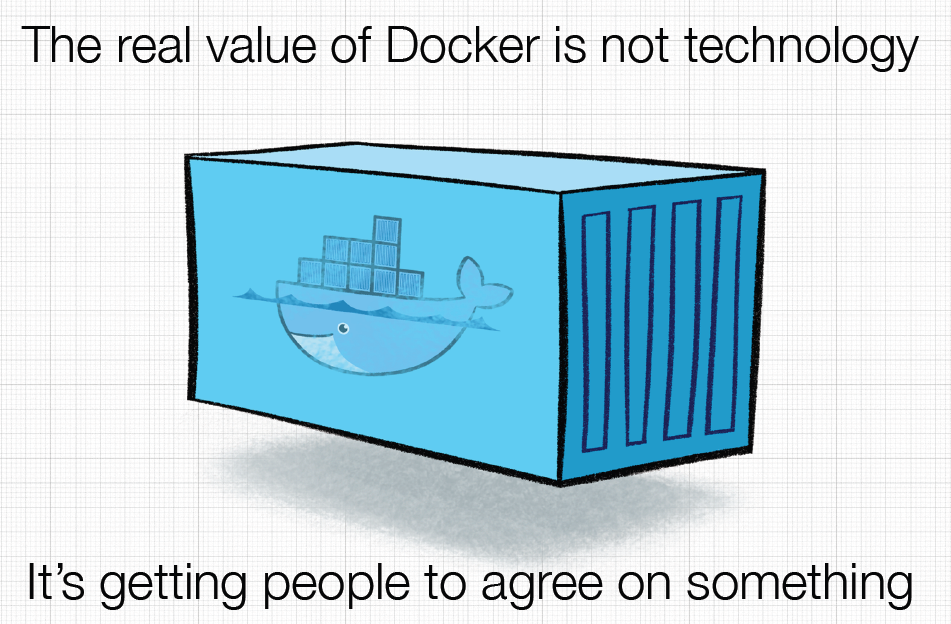 The real value of Docker is not technology
It’s getting people to agree on something